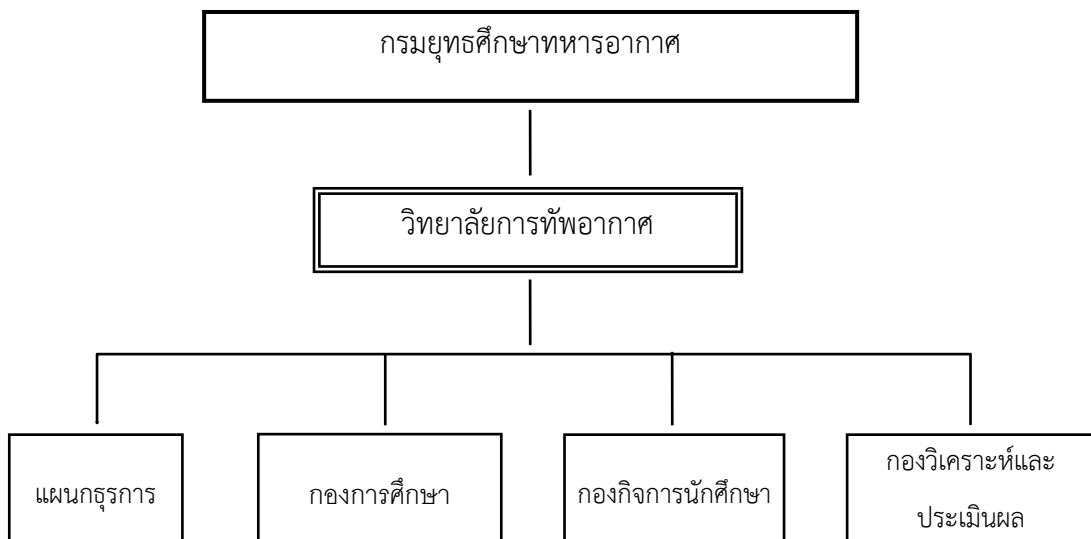 กรมยุทธศึกษาทหารอากาศ
วิทยาลัยการทัพอากาศ
แผนกธุรการ
กองการศึกษา
กองกิจการนักศึกษา
กองวิเคราะห์และ
ประเมินผล